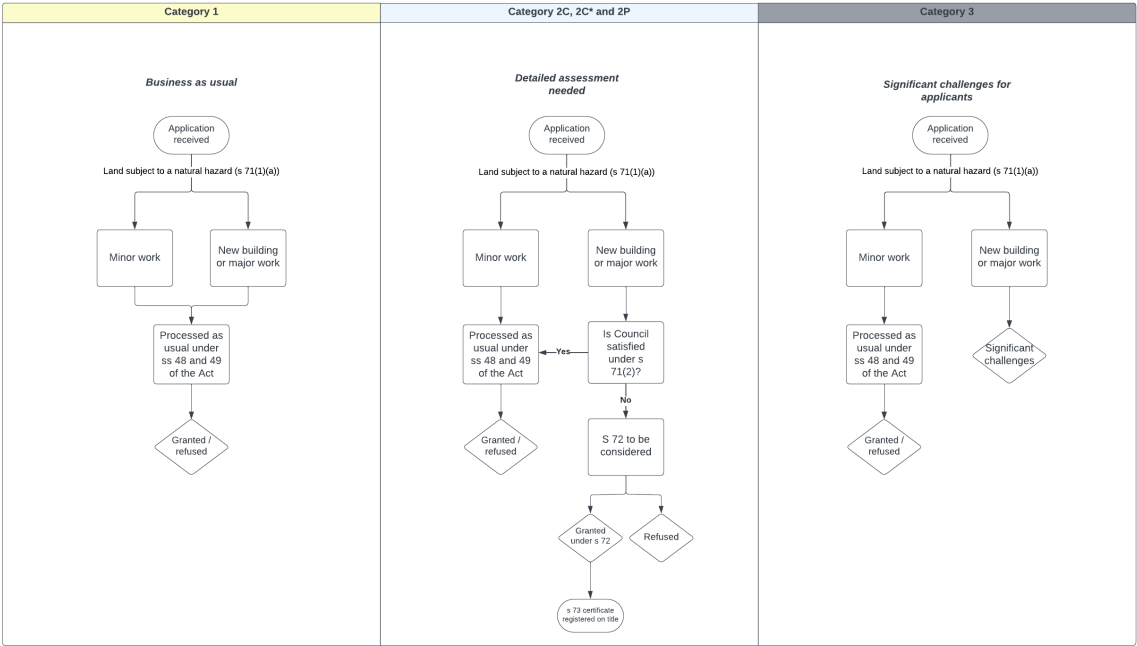 Category 1
Business as usual
Application
received
Land subject to a natural hazard (s 71(1)(a))
Minor work
New building
or major work
Processed as
usual under
ss 48 and 49
of the Act
Granted /
refused
Category 2C, 2C* and 2P
Detailed assessment
needed
Application
received
Land subject to a natural hazard (s 71(1)(a))
Minor work
New building
or major work
Processed as
usual under
ss 48 and 49
of the Act
Yes
Is Council
satisfied
under s
71(2)?
No
Granted /
refused
S 72 to be
considered
Granted
under s 72
Refused
s 73 certificate
registered on title
Category 3
Significant challenges for
applicants
Application
received
Land subject to a natural hazard (s 71(1)(a))
Minor work
New building
or major work
Processed as
usual under
ss 48 and 49
of the Act
Significant
challenges
Granted /
refused